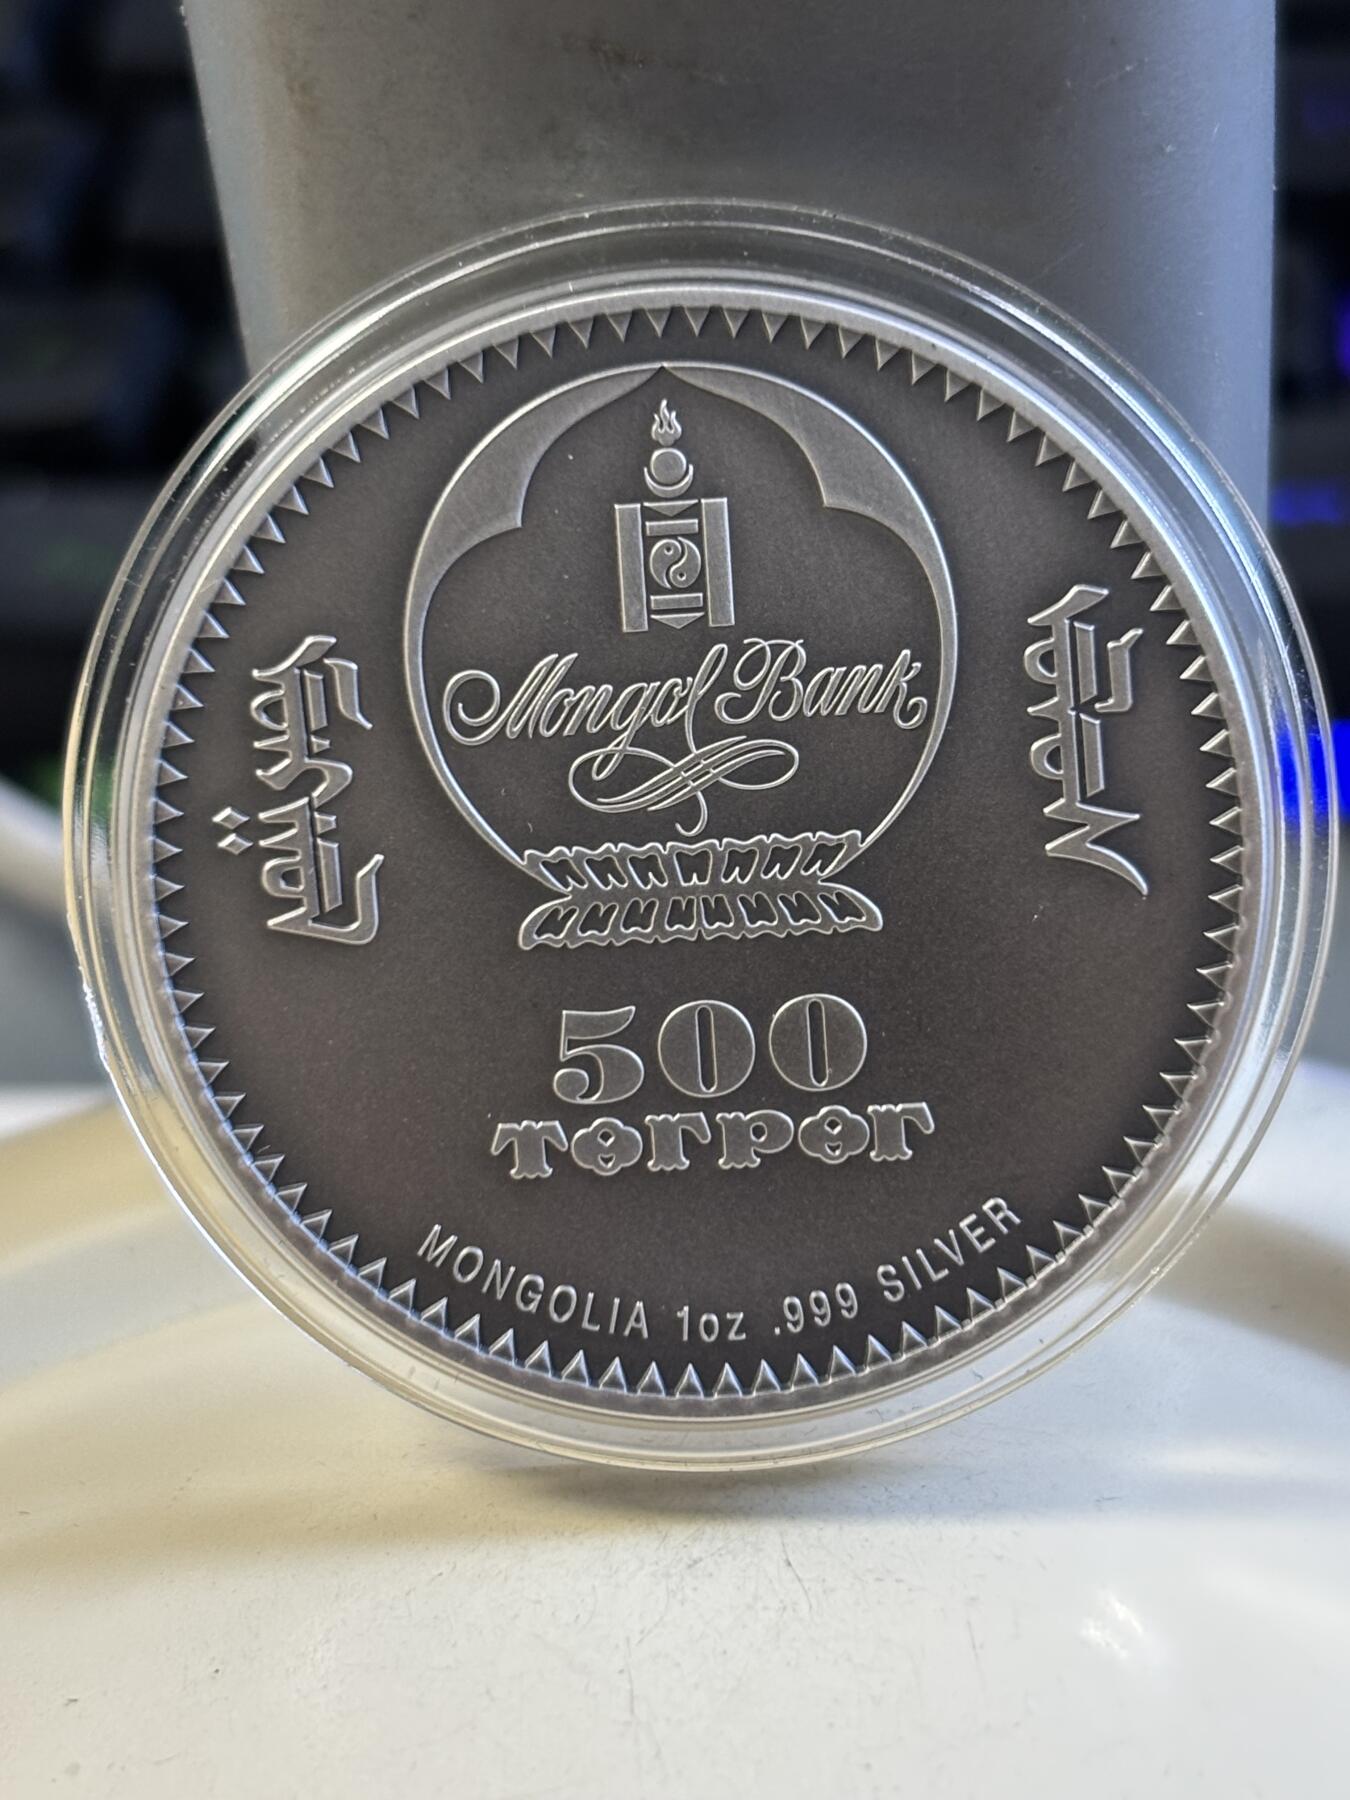 Mongol Bank
500
ТӨГРӨГ
MONGOLIA 1oz .999 SILVER